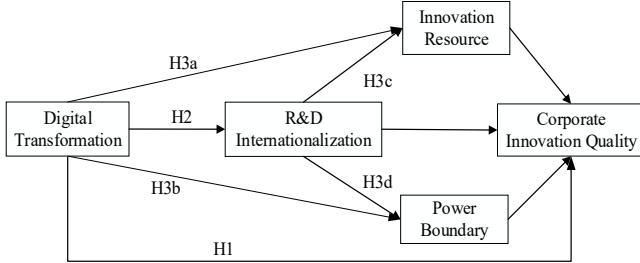 Innovation
Resource
H3a
H3c
Digital
Transformation
H2
R&D
Internationalization
Corporate
Innovation Quality
H3b
H3d
Power
Boundary
H1